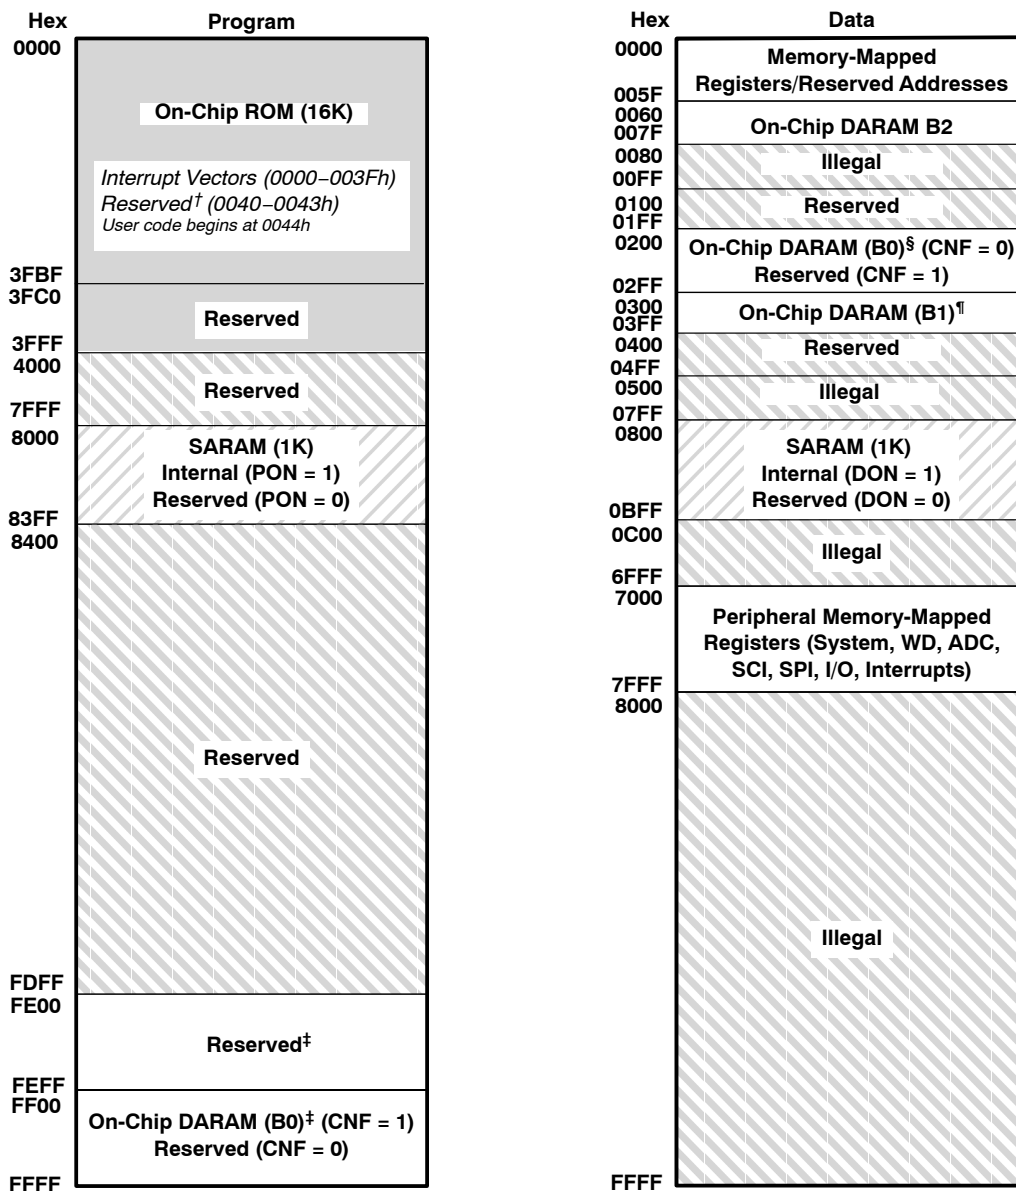 Hex Program
0000
On-Chip ROM (16K)
Interrupt Vectors (0000–003Fh)
Reserved† (0040–0043h)
User code begins at 0044h
3FBF
3FC0
Reserved
3FFF
4000
Reserved
7FFF
8000
SARAM (1K)
Internal (PON = 1)
Reserved (PON = 0)
83FF
8400
Reserved
FDFF
FE00
Reserved‡
FEFF
FF00
On-Chip DARAM (B0)‡ (CNF = 1)
Reserved (CNF = 0)
FFFF
Hex Data
0000
Memory-Mapped
Registers/Reserved Addresses
005F
0060
On-Chip DARAM B2
007F
0080
Illegal
00FF
0100
Reserved
01FF
0200
On-Chip DARAM (B0)§ (CNF = 0)
Reserved (CNF = 1)
02FF
0300
On-Chip DARAM (B1)¶
03FF
0400
Reserved
04FF
0500
Illegal
07FF
0800
SARAM (1K)
Internal (DON = 1)
Reserved (DON = 0)
0BFF
0C00
Illegal
6FFF
7000
Peripheral Memory-Mapped
Registers (System, WD, ADC,
SCI, SPI, I/O, Interrupts)
7FFF
8000
Illegal
FFFF